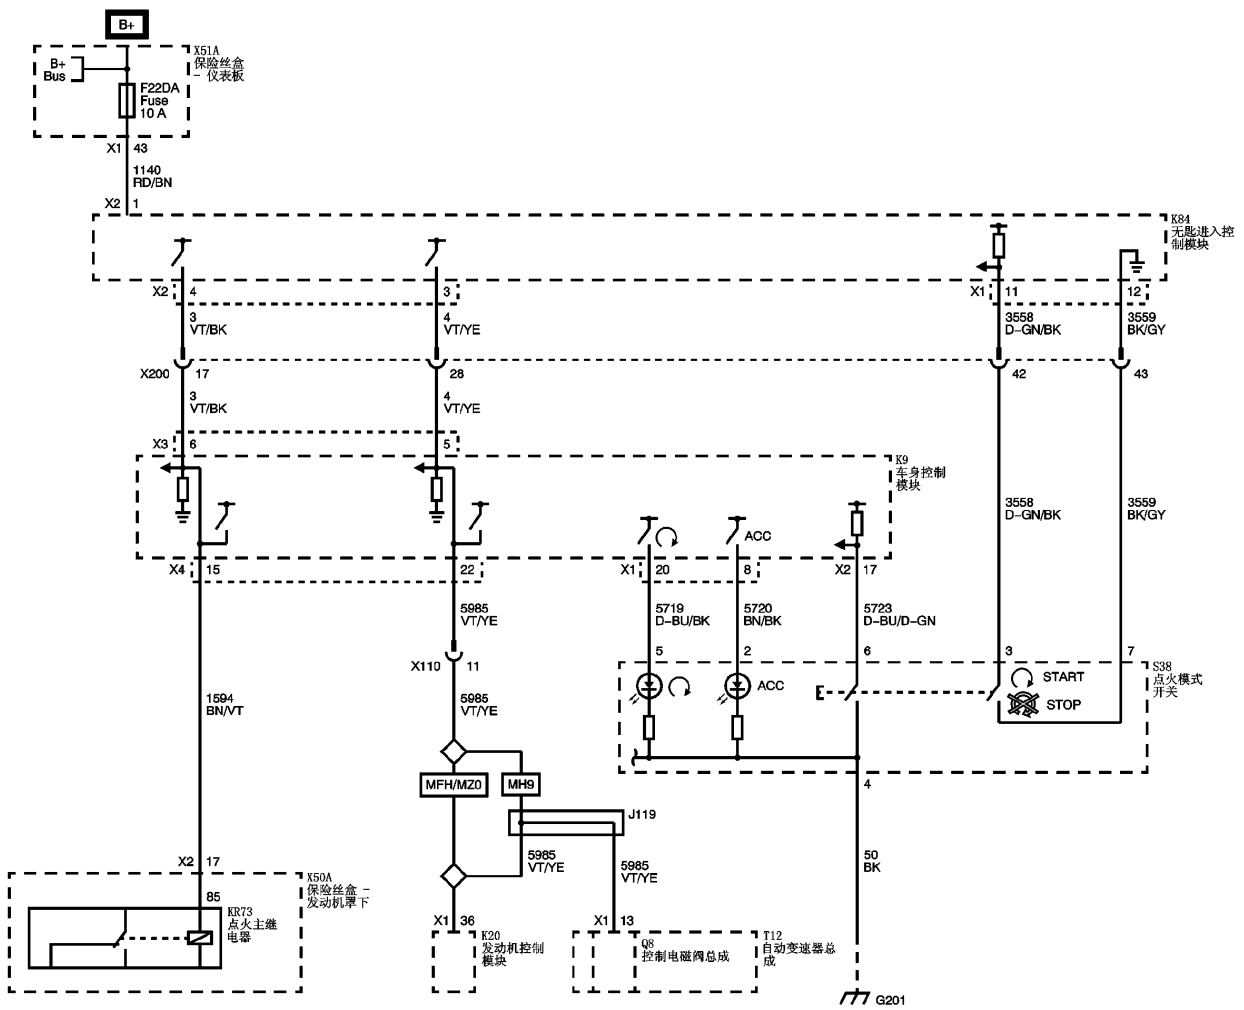 B+
X51A
保险丝盒
- 仪表板
B+
Bus
F22DA
Fuse
10 A
X1 43
1140
RD/BN
X2 1
K84
无匙进入控
制模块
X2 4
3
X1 11
12
3
VT/BK
4
VT/YE
3558
D-GN/BK
3559
BK/GY
X200 17
28
42
43
3
VT/BK
4
VT/YE
X3 6
5
K9
车身控制
模块
3558
D-GN/BK
3559
BK/GY
ACC
X4 15
22
X1 20
8
X2 17
5985
VT/YE
5719
D-BU/BK
5720
BN/BK
5723
D-BU/D-GN
X110 11
5
2
6
3
7
S38
点火模式
开关
ACC
START
STOP
1594
BN/VT
5985
VT/YE
MFH/MZ0
MH9
4
J119
5985
VT/YE
5985
VT/YE
50
BK
X2 17
X50A
保险丝盒 -
发动机罩下
85
KR73
点火主继
电器
X1 36
K20
发动机控制
模块
X1 13
Q8
控制电磁阀总成
T12
自动变速器总
成
G201